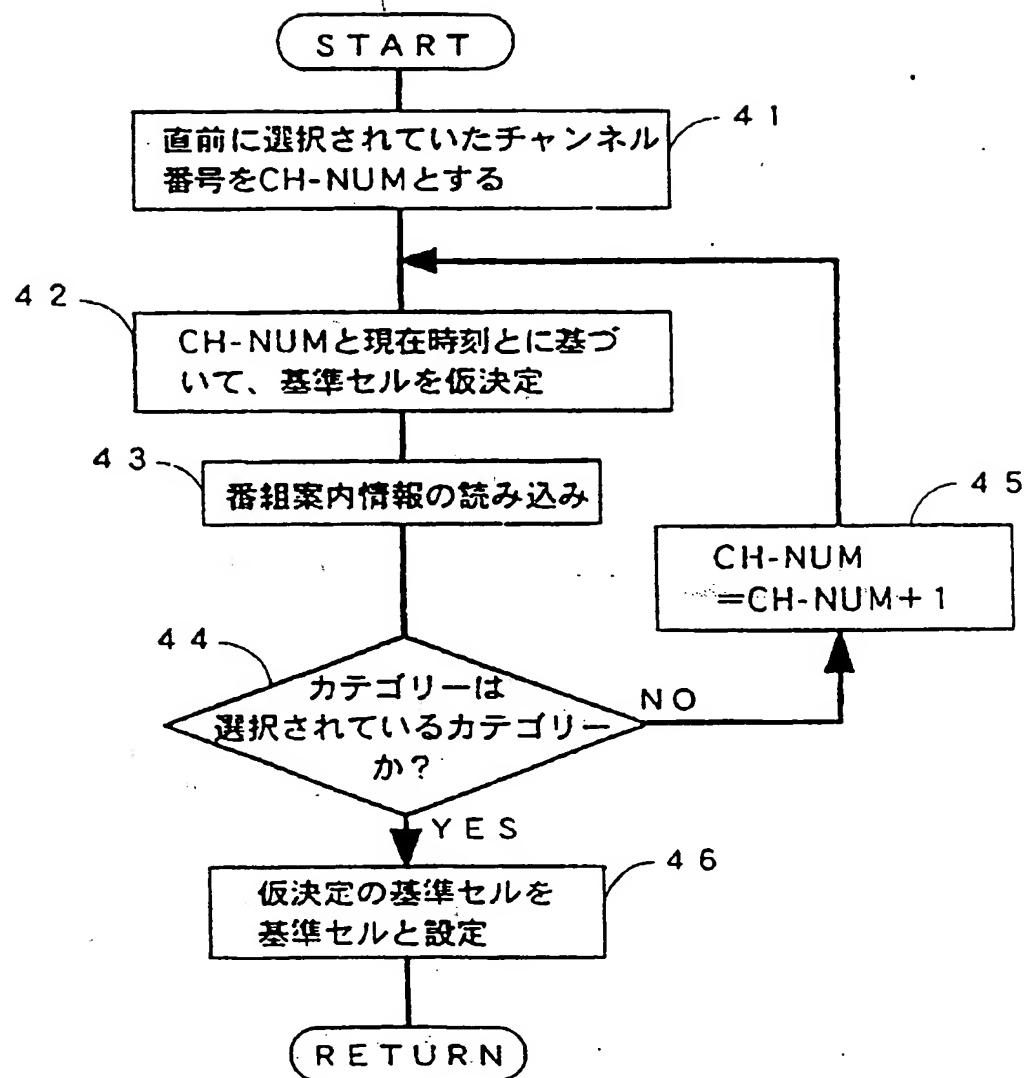 START
41
直前に選択されていたチャンネル
番号をCH-NUMとする
42
CH-NUMと現在時刻とに基づ
いて、基準セルを仮決定
43
番組案内情報の読み込み
45
CH-NUM
=CH-NUM+1
44
カテゴリーは
選択されているカテゴリー
か?
NO
YES
46
仮決定の基準セルを
基準セルと設定
RETURN